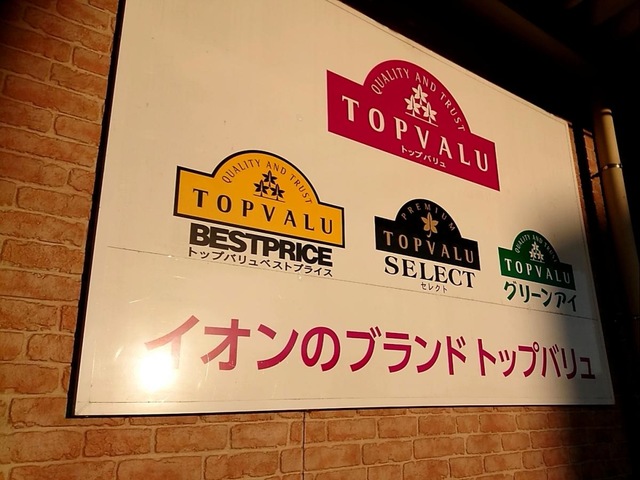 QUALITY AND TRUST
TOPVALU
トップバリュ
QUALITY AND TRUST
TOPVALU
BESTPRICE
トップバリュベストプライス
PREMIUM
TOPVALU
SELECT
セレクト
QUALITY AND TRUST
TOPVALU
グリーンアイ
イオンのブランド トップバリュ